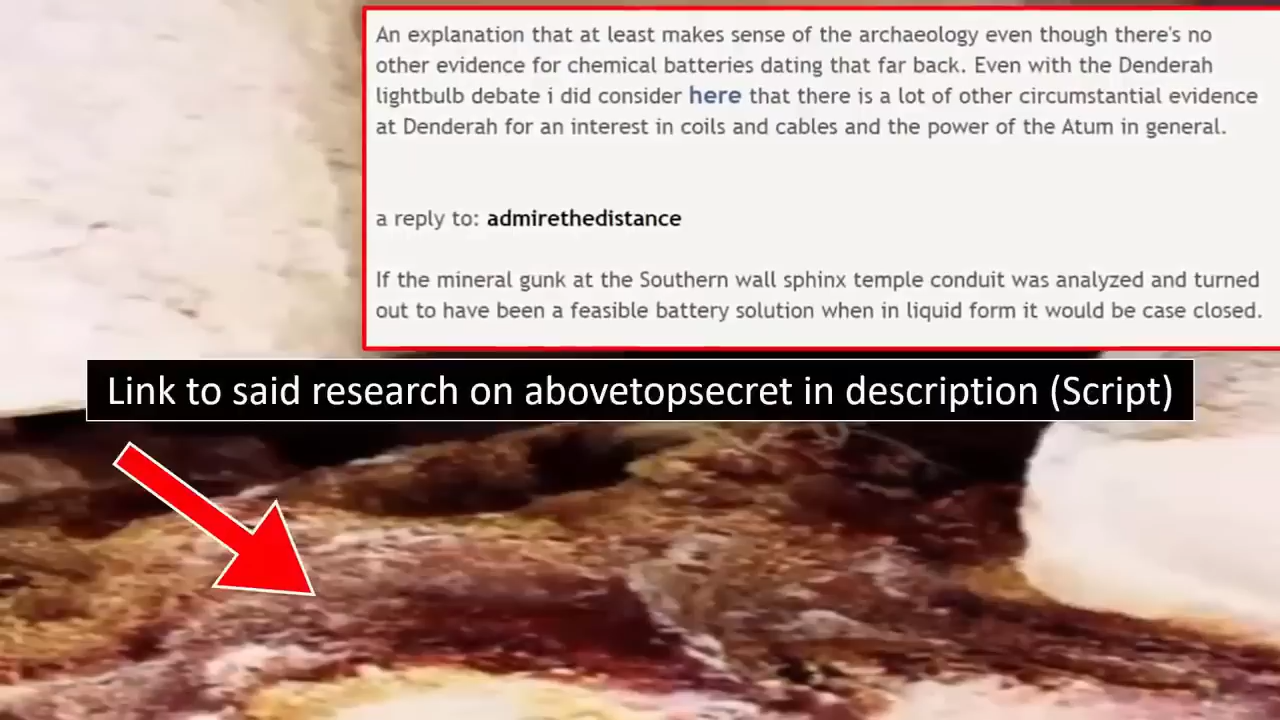 An explanation that at least makes sense of the archaeology even though there's no
other evidence for chemical batteries dating that far back. Even with the Denderah
lightbulb debate i did consider here that there is a lot of other circumstantial evidence
at Denderah for an interest in coils and cables and the power of the Atum in general.
a reply to: admirethedistance
If the mineral gunk at the Southern wall sphinx temple conduit was analyzed and turned
out to have been a feasible battery solution when in liquid form it would be case closed.
Link to said research on abovetopsecret in description (Script)